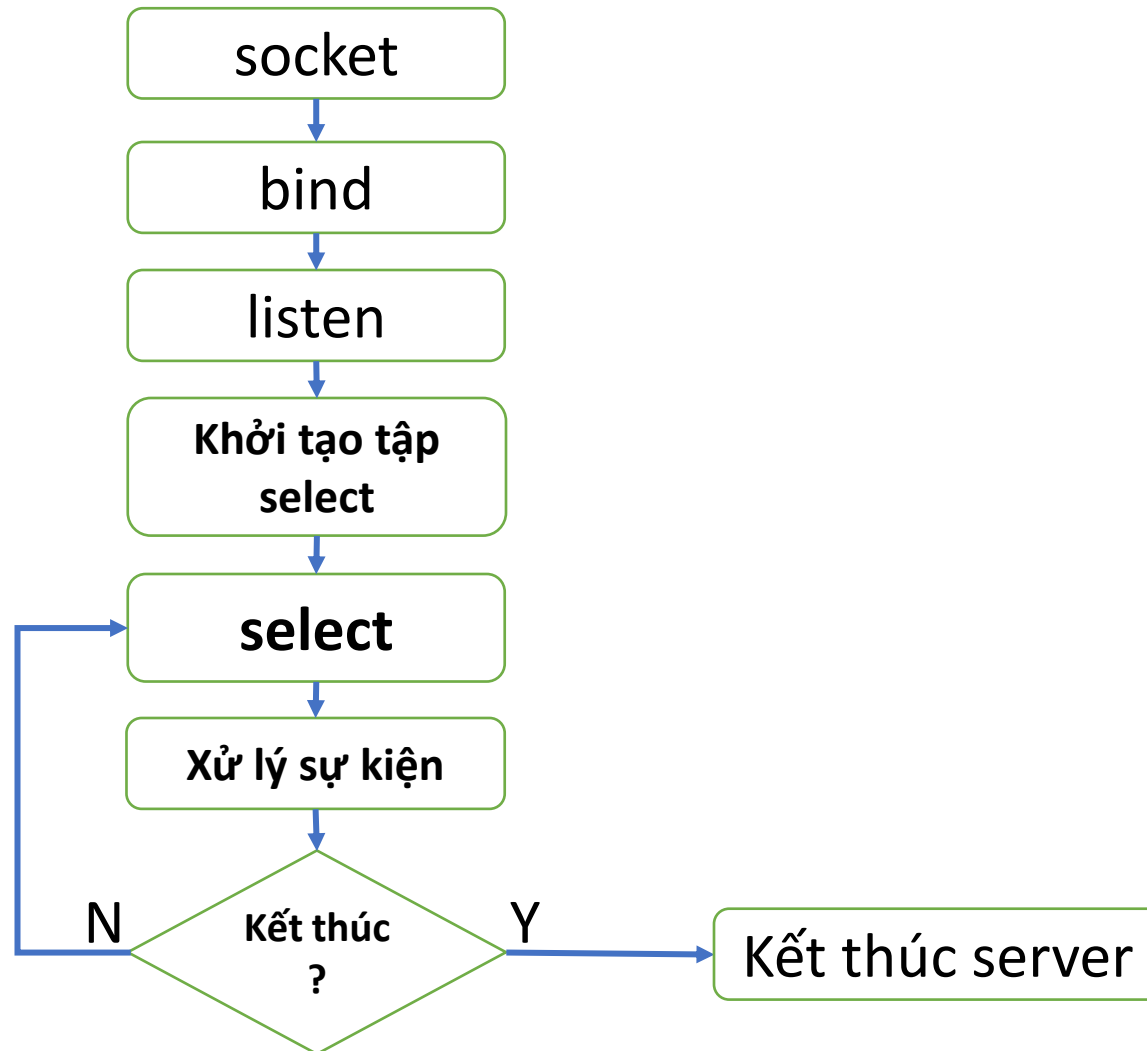 socket
bind
listen
Khởi tạo tập
select
select
Xử lý sự kiện
N
Kết thúc
?
Y
Kết thúc server